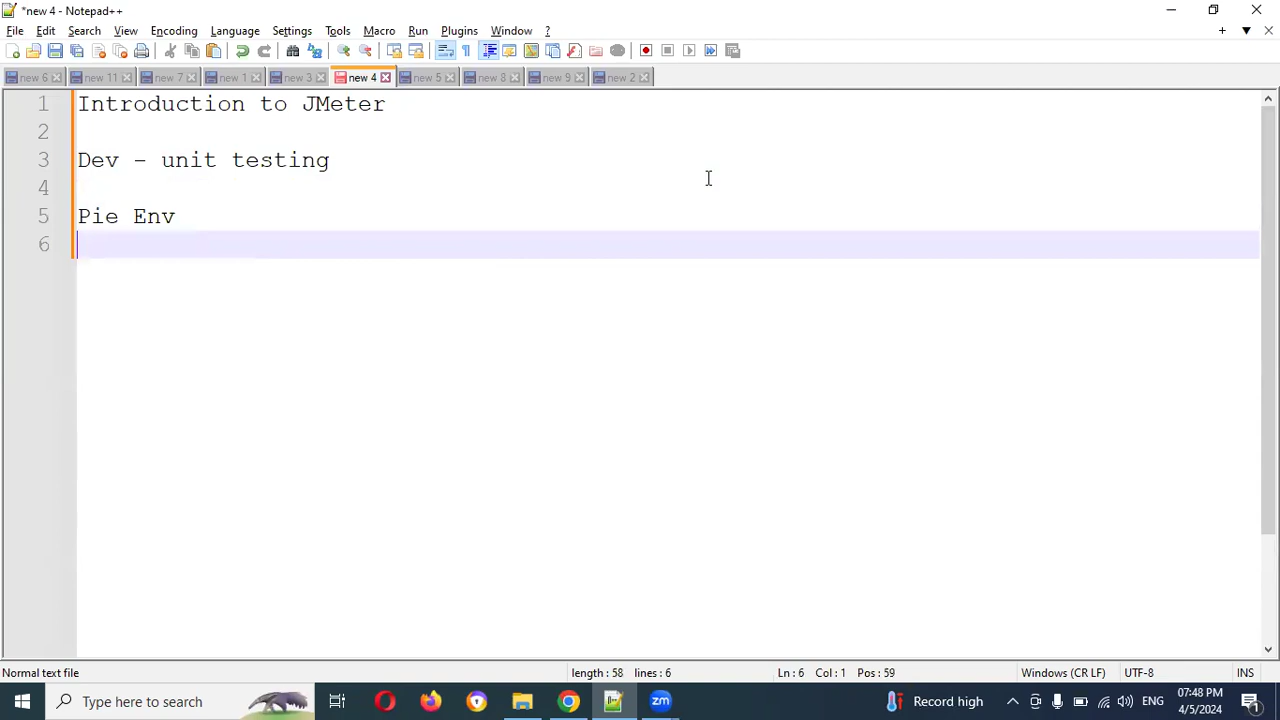 *new 4 - Notepad++
File Edit Search View Encoding Language Settings Tools Macro Run Plugins Window ?
new 6 new 11 new 7 new 1 new 3 new 4 new 5 new 8 new 9 new 2
1 Introduction to JMeter
2
3 Dev - unit testing
4
5 Pie Env
6
Normal text file length : 58 lines : 6 Ln : 6 Col : 1 Pos : 59 Windows (CR LF) UTF-8 INS
Type here to search zm Record high ENG 07:48 PM
4/5/2024 1